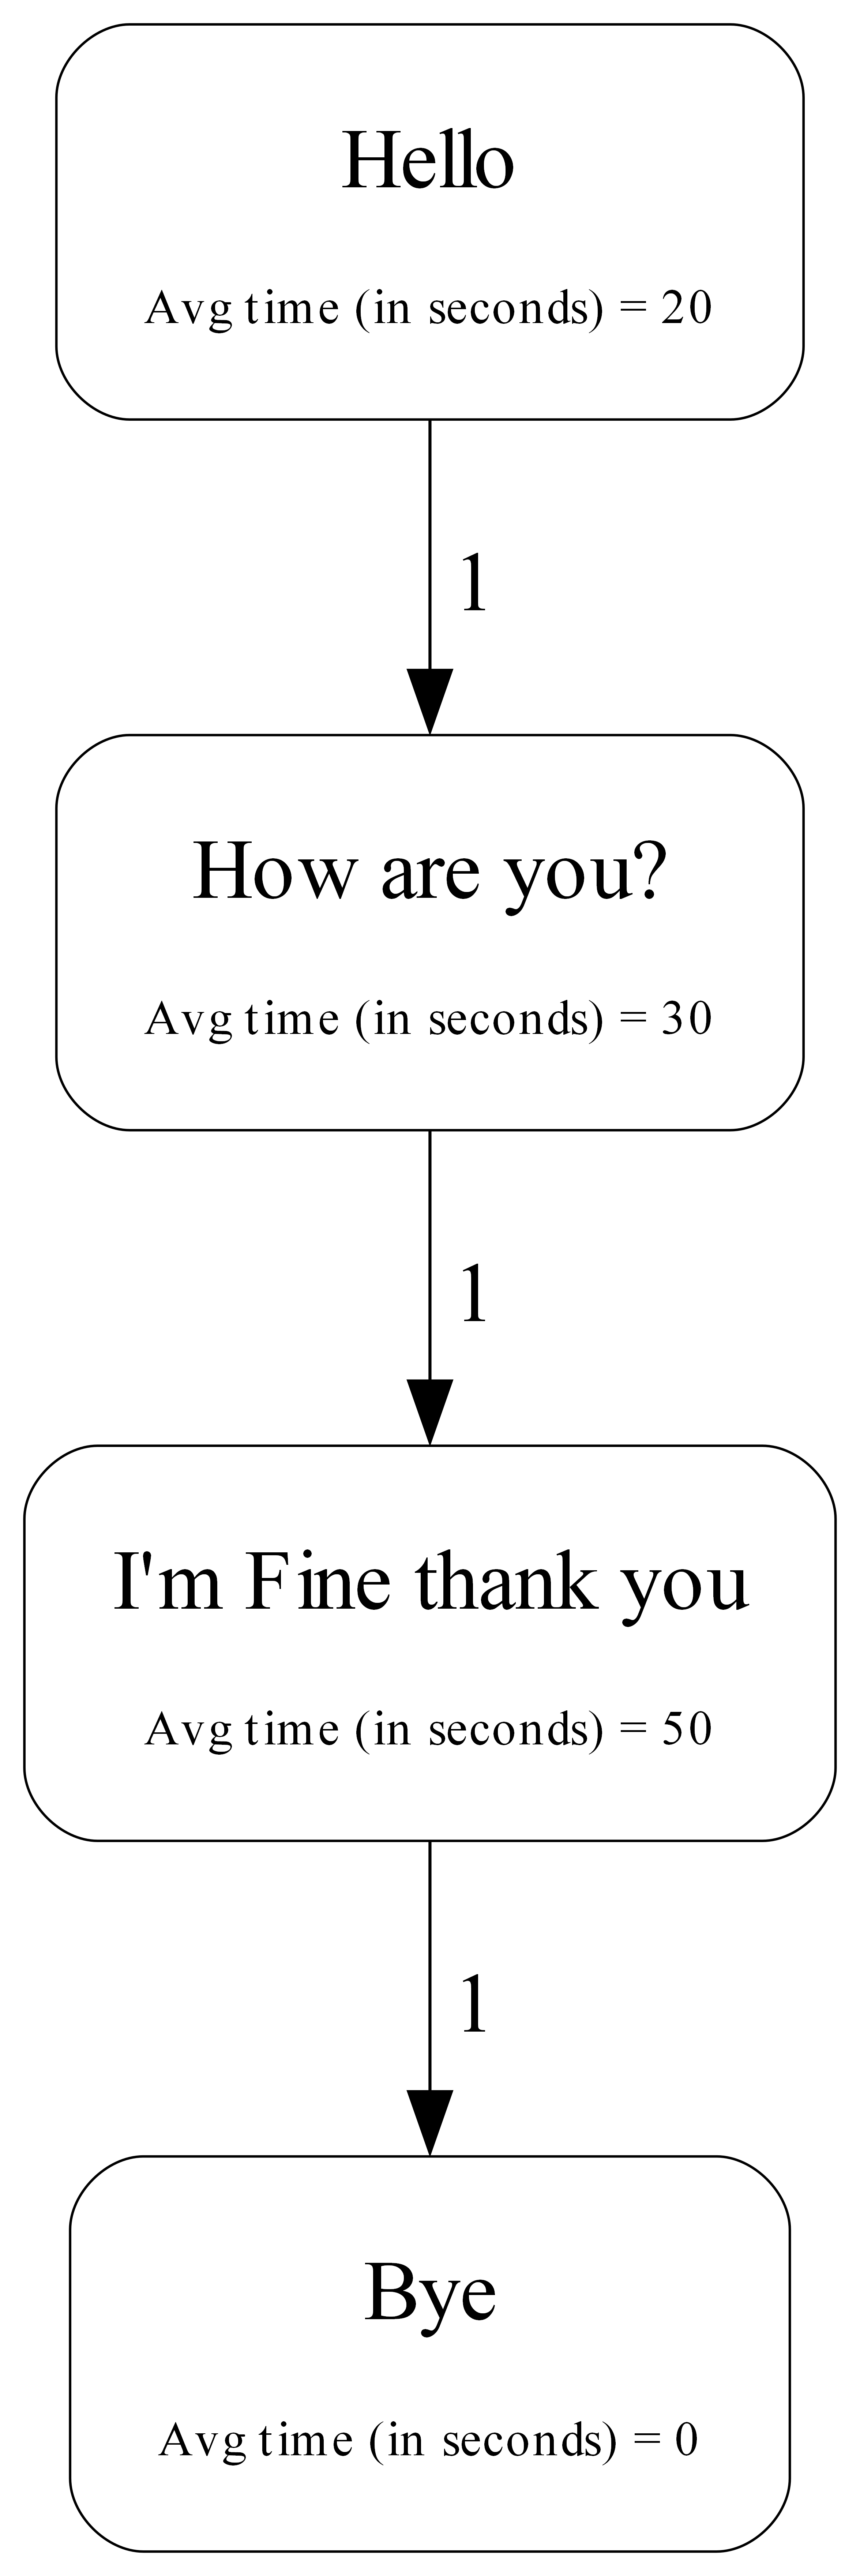 Hello
Avg time (in seconds) = 20
1
How are you?
Avg time (in seconds) = 30
1
I'm Fine thank you
Avg time (in seconds) = 50
1
Bye
Avg time (in seconds) = 0